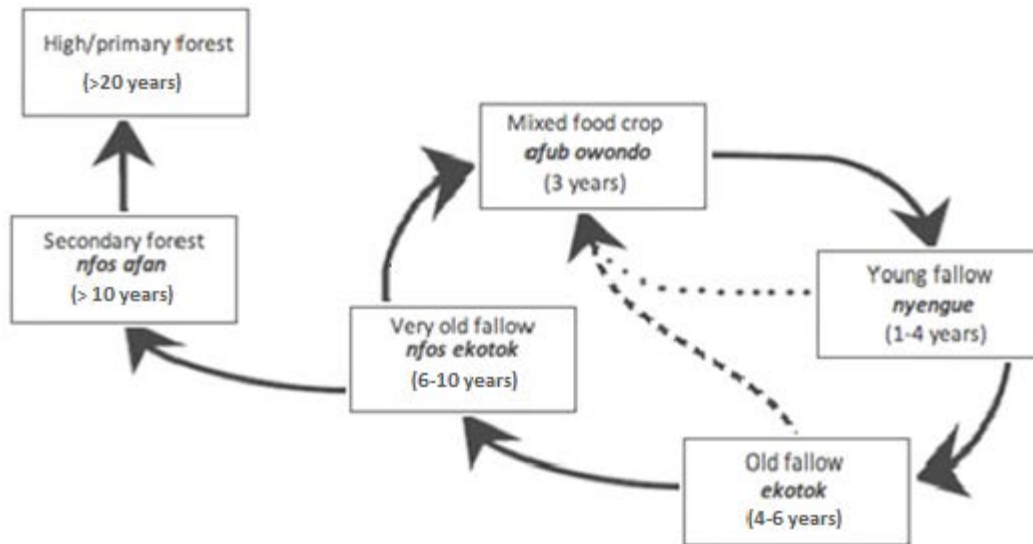 High/primary forest
(>20 years)
Mixed food crop
afub owondo
(3 years)
Secondary forest
nfos afan
(> 10 years)
Young fallow
nyengue
(1-4 years)
Very old fallow
nfos ekotok
(6-10 years)
Old fallow
ekotok
(4-6 years)